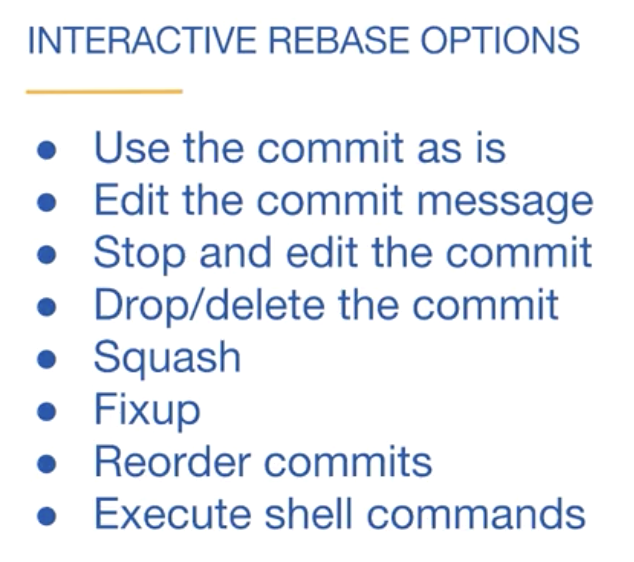 INTERACTIVE REBASE OPTIONS
● Use the commit as is
● Edit the commit message
● Stop and edit the commit
● Drop/delete the commit
● Squash
● Fixup
● Reorder commits
● Execute shell commands